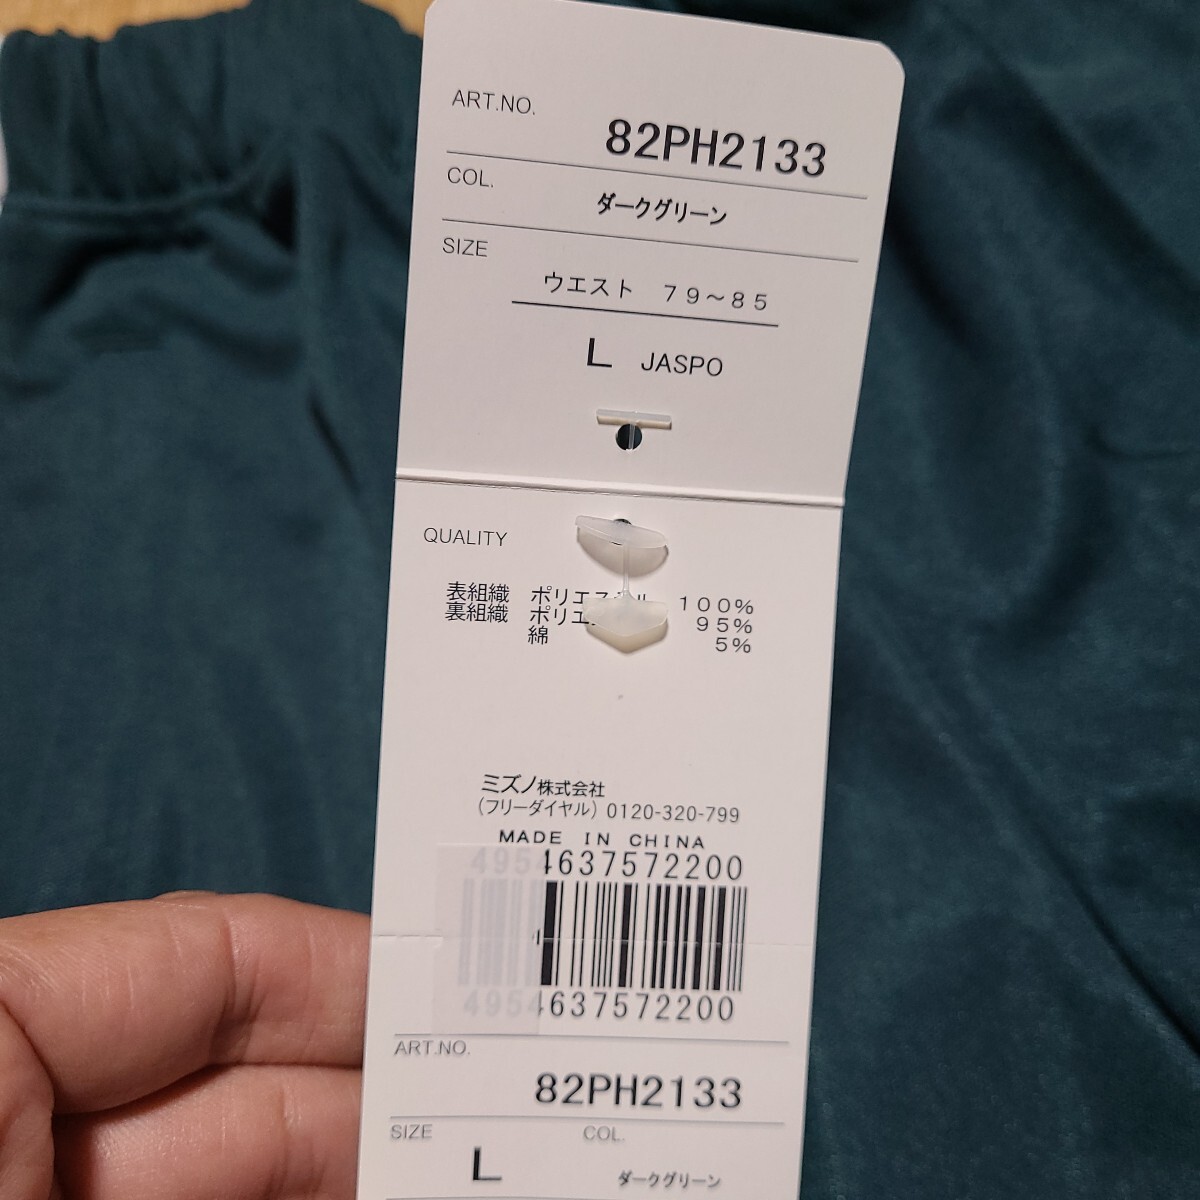 ART.NO.
82PH2133
COL.
ダークグリーン
SIZE
ウエスト 79～85
L JASPO
QUALITY
表組織 100%
裏組織 95%
綿 5%
ミズノ株式会社
(フリーダイヤル) 0120-320-799
MADE IN CHINA
4954637572200
4954637572200
ART.NO.
82PH2133
SIZE COL.
L ダークグリーン